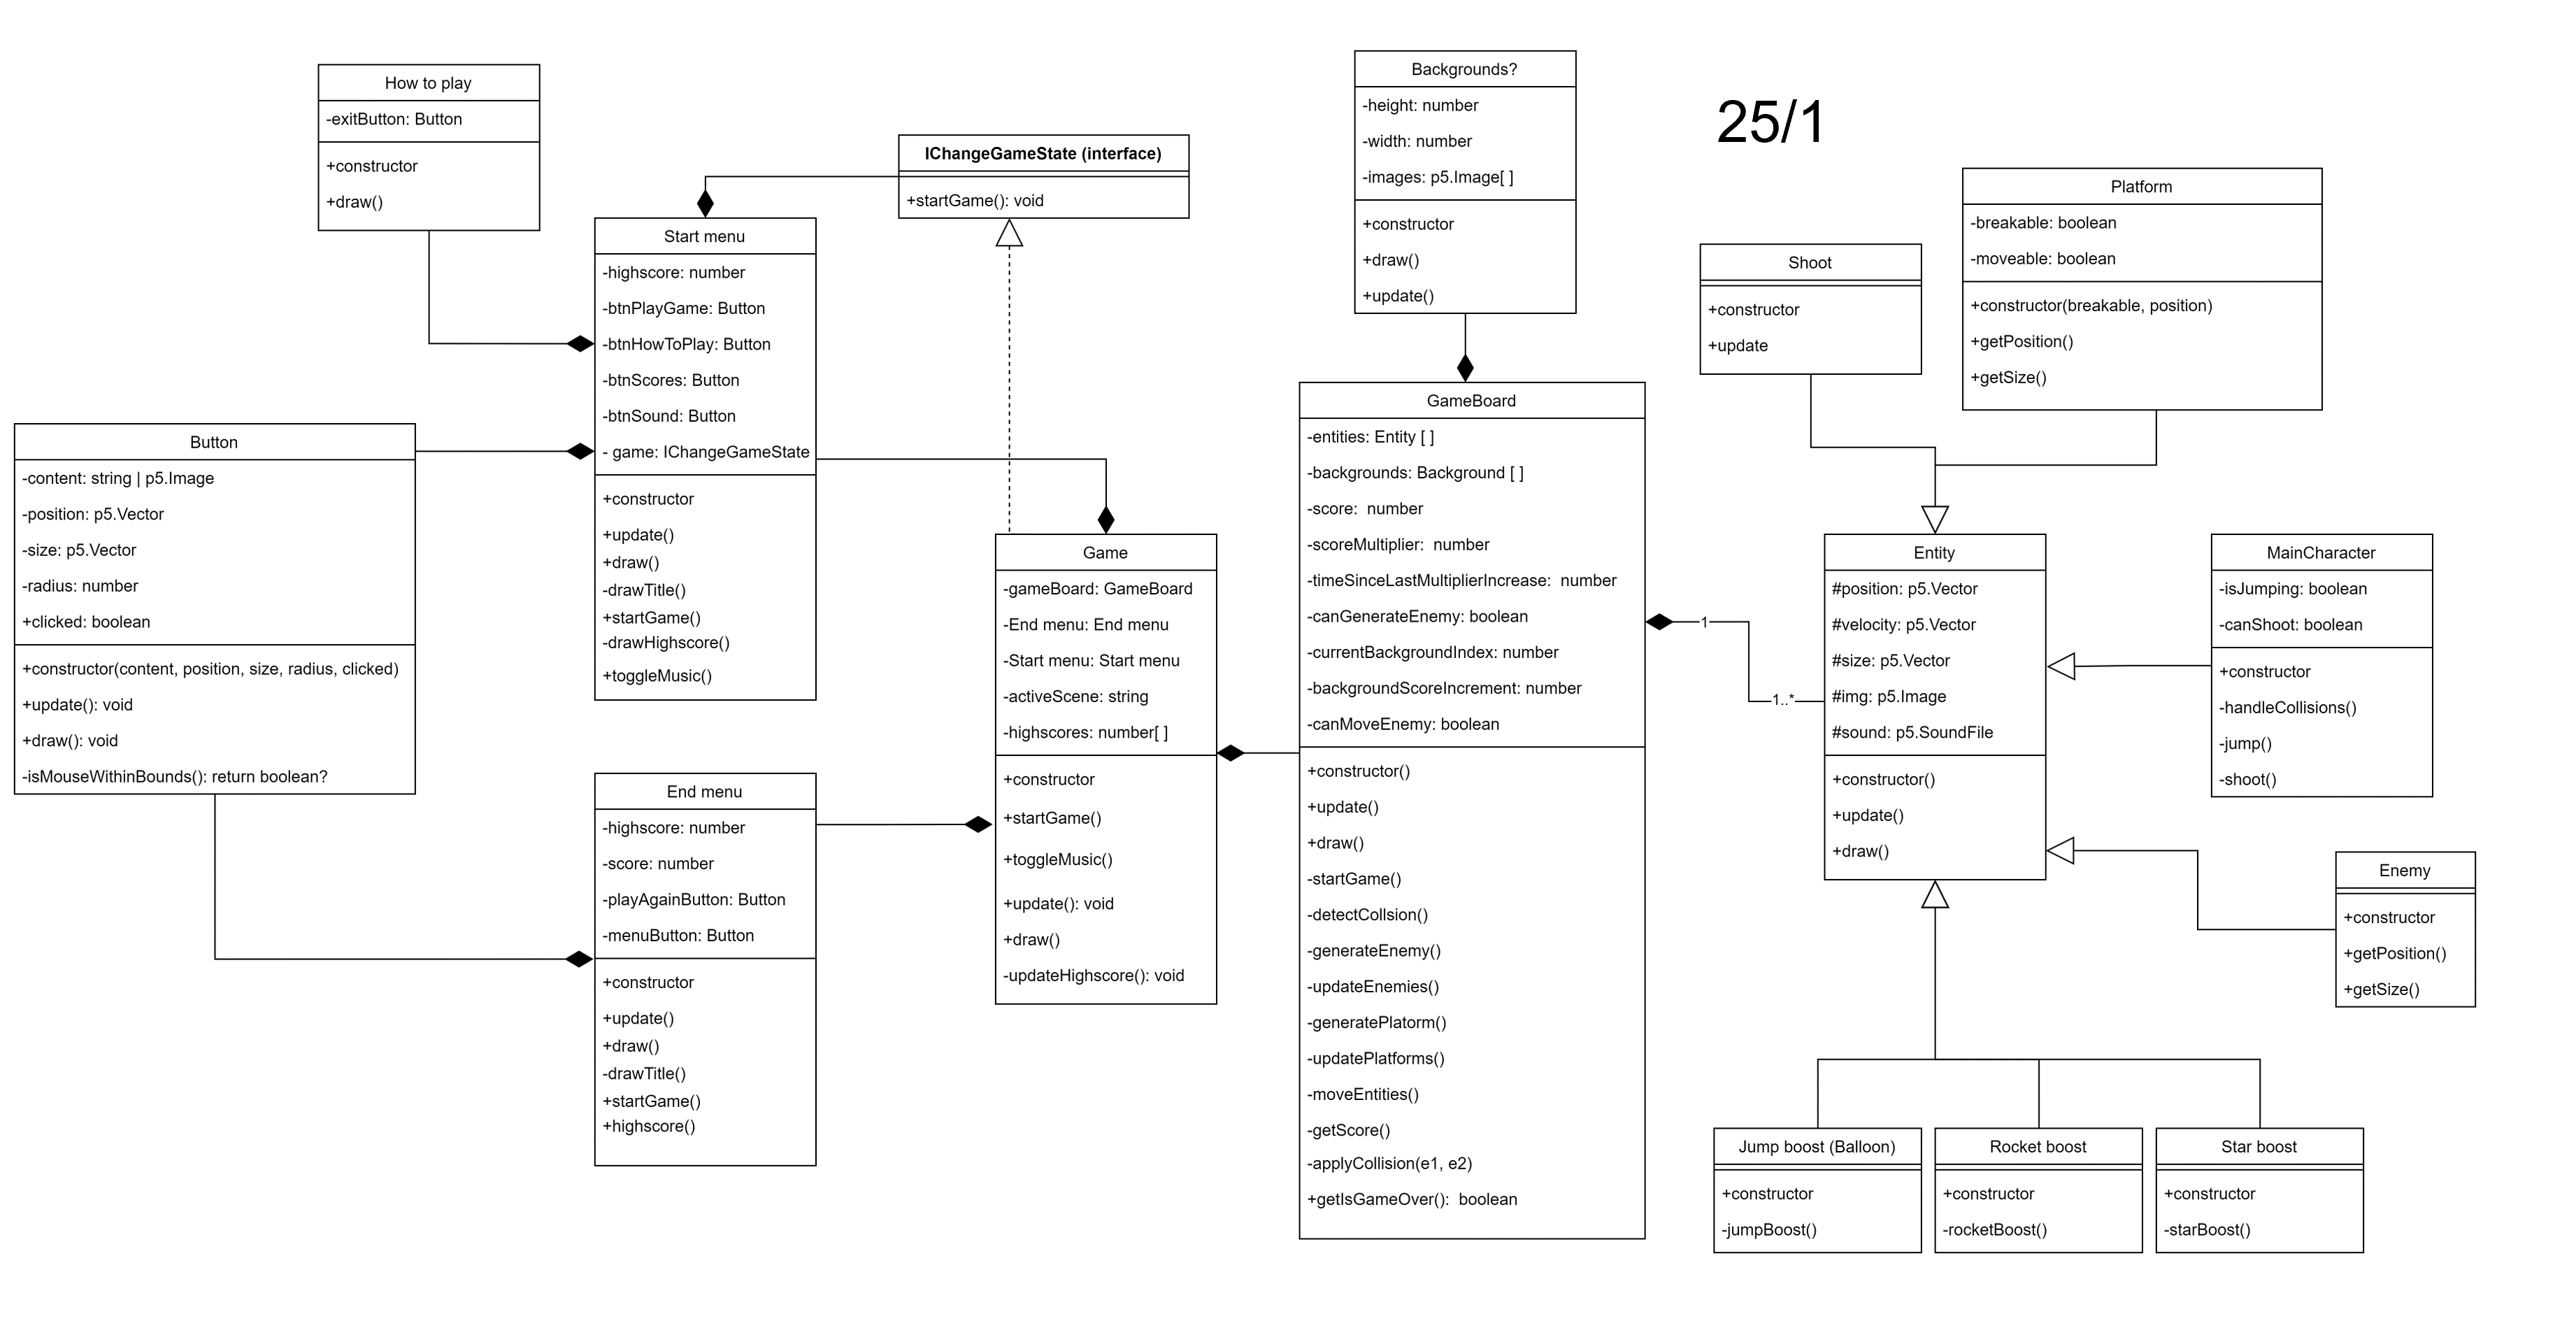 How to play
-exitButton: Button
+constructor
+draw()
IChangeGameState (interface)
+startGame(): void
Start menu
-highscore: number
-btnPlayGame: Button
-btnHowToPlay: Button
-btnScores: Button
-btnSound: Button
- game: IChangeGameState
+constructor
+update()
+draw()
-drawTitle()
+startGame()
-drawHighscore()
+toggleMusic()
Button
-content: string | p5.Image
-position: p5.Vector
-size: p5.Vector
-radius: number
+clicked: boolean
+constructor(content, position, size, radius, clicked)
+update(): void
+draw(): void
-isMouseWithinBounds(): return boolean?
End menu
-highscore: number
-score: number
-playAgainButton: Button
-menuButton: Button
+constructor
+update()
+draw()
-drawTitle()
+startGame()
+highscore()
Game
-gameBoard: GameBoard
-End menu: End menu
-Start menu: Start menu
-activeScene: string
-highscores: number[ ]
+constructor
+startGame()
+toggleMusic()
+update(): void
+draw()
-updateHighscore(): void
Backgrounds?
-height: number
-width: number
-images: p5.Image[ ]
+constructor
+draw()
+update()
GameBoard
-entities: Entity [ ]
-backgrounds: Background [ ]
-score:  number
-scoreMultiplier:  number
-timeSinceLastMultiplierIncrease:  number
-canGenerateEnemy: boolean
-currentBackgroundIndex: number
-backgroundScoreIncrement: number
-canMoveEnemy: boolean
+constructor()
+update()
+draw()
-startGame()
-detectCollsion()
-generateEnemy()
-updateEnemies()
-generatePlatorm()
-updatePlatforms()
-moveEntities()
-getScore()
-applyCollision(e1, e2)
+getIsGameOver():  boolean
25/1
1
1..*
Shoot
+constructor
+update
Platform
-breakable: boolean
-moveable: boolean
+constructor(breakable, position)
+getPosition()
+getSize()
Entity
#position: p5.Vector
#velocity: p5.Vector
#size: p5.Vector
#img: p5.Image
#sound: p5.SoundFile
+constructor()
+update()
+draw()
MainCharacter
-isJumping: boolean
-canShoot: boolean
+constructor
-handleCollisions()
-jump()
-shoot()
Enemy
+constructor
+getPosition()
+getSize()
Jump boost (Balloon)
+constructor
-jumpBoost()
Rocket boost
+constructor
-rocketBoost()
Star boost
+constructor
-starBoost()